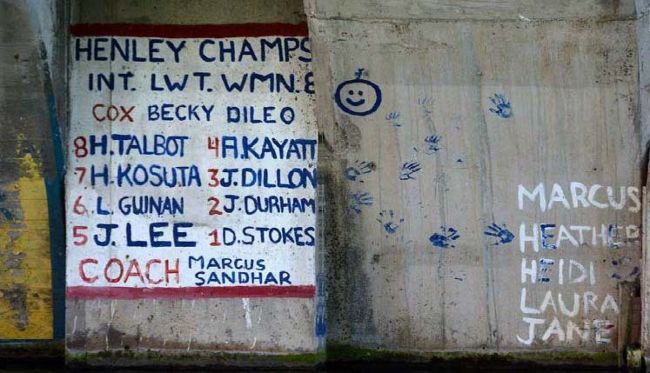 HENLEY CHAMPS
INT. LWT. WMN. 8
COX BECKY DILEO
8 H. TALBOT 4 A. KAYATT
7 H. KOSUTA 3 J. DILLON
6. L. GUINAN 2 J. DURHAM
5 J. LEE 1 D. STOKES
COACH MARCUS SANDHAR
MARCUS
HEATHER
HEIDI
LAURA
JANE